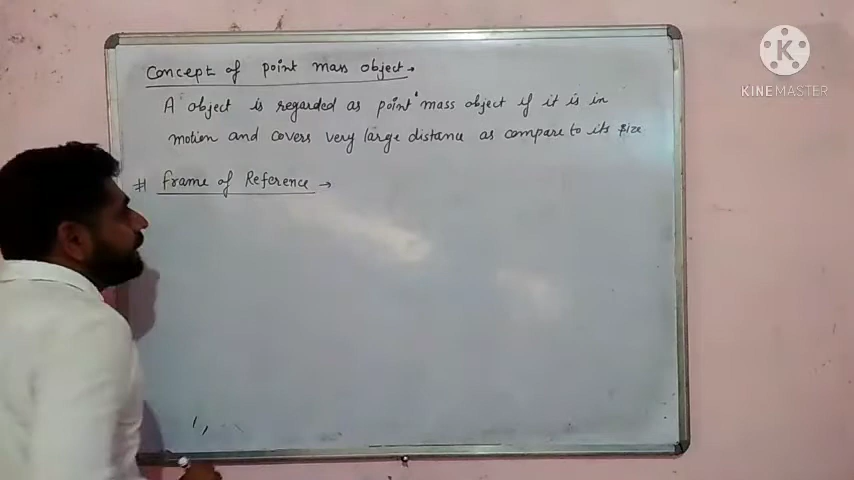 Concept of point mass object →
A object is regarded as point mass object if it is in
motion and covers very large distance as compare to its size
# Frame of Reference →
K
KINEMASTER